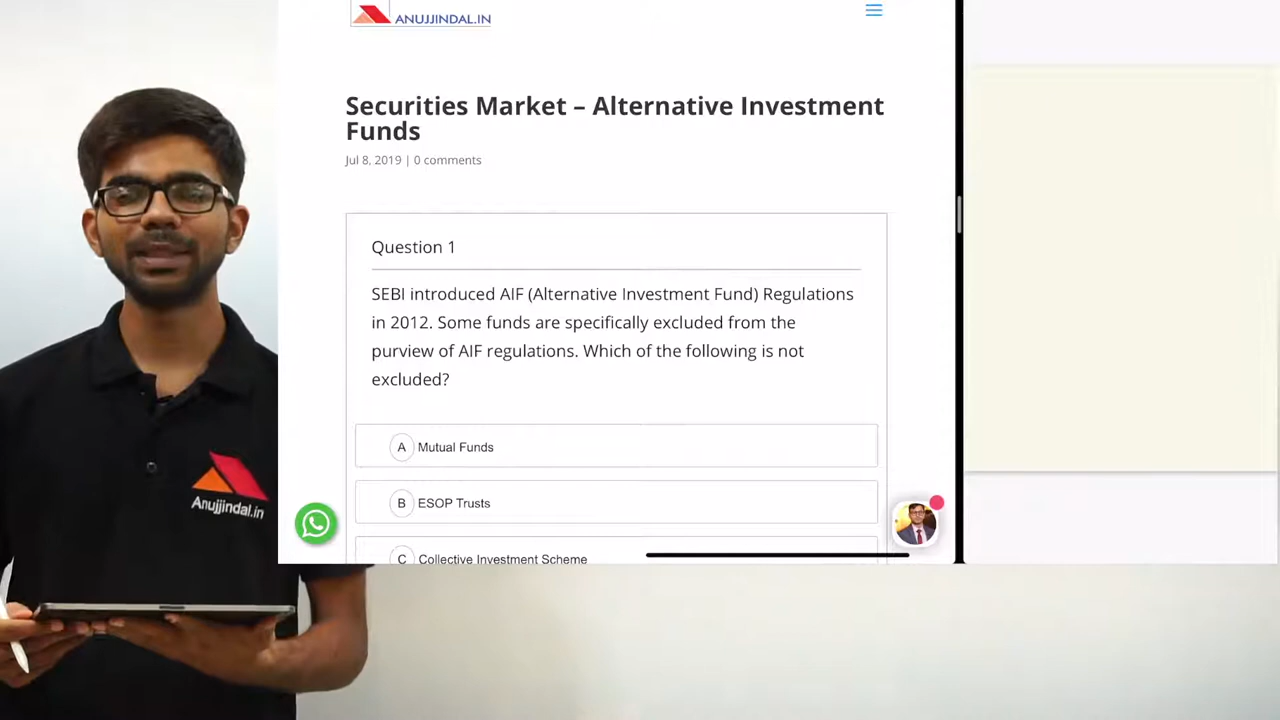 ANUJJINDAL.IN
Securities Market – Alternative Investment
Funds
Jul 8, 2019 | 0 comments
Question 1
SEBI introduced AIF (Alternative Investment Fund) Regulations
in 2012. Some funds are specifically excluded from the
purview of AIF regulations. Which of the following is not
excluded?
A Mutual Funds
B ESOP Trusts
C Collective Investment Scheme
Anujjindal.in